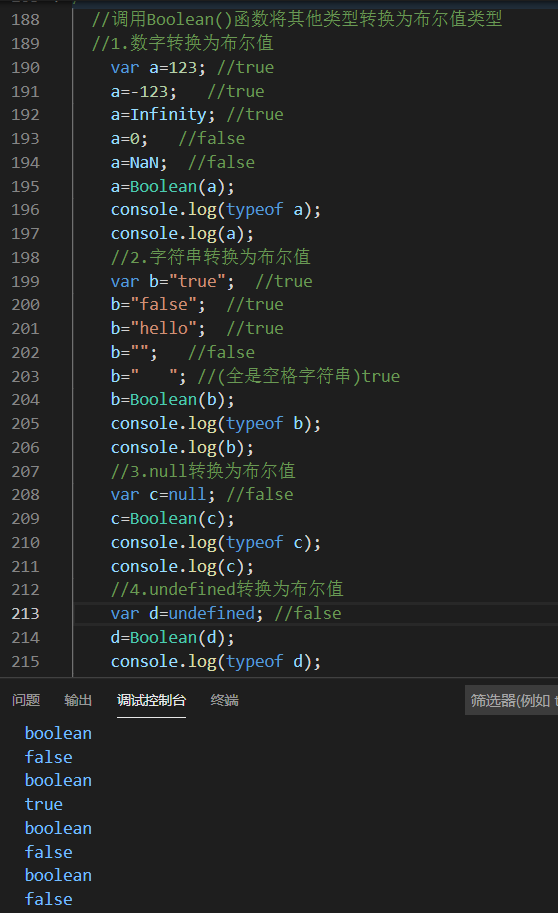 188 //调用Boolean()函数将其他类型转换为布尔值类型
189 //1.数字转换为布尔值
190 var a=123; //true
191 a=-123;   //true
192 a=Infinity; //true
193 a=0;   //false
194 a=NaN;  //false
195 a=Boolean(a);
196 console.log(typeof a);
197 console.log(a);
198 //2.字符串转换为布尔值
199 var b="true";  //true
200 b="false";  //true
201 b="hello";  //true
202 b="";   //false
203 b="   "; //(全是空格字符串)true
204 b=Boolean(b);
205 console.log(typeof b);
206 console.log(b);
207 //3.null转换为布尔值
208 var c=null; //false
209 c=Boolean(c);
210 console.log(typeof c);
211 console.log(c);
212 //4.undefined转换为布尔值
213 var d=undefined; //false
214 d=Boolean(d);
215 console.log(typeof d);
问题 输出 调试控制台 终端 筛选器(例如
boolean
false
boolean
true
boolean
false
boolean
false